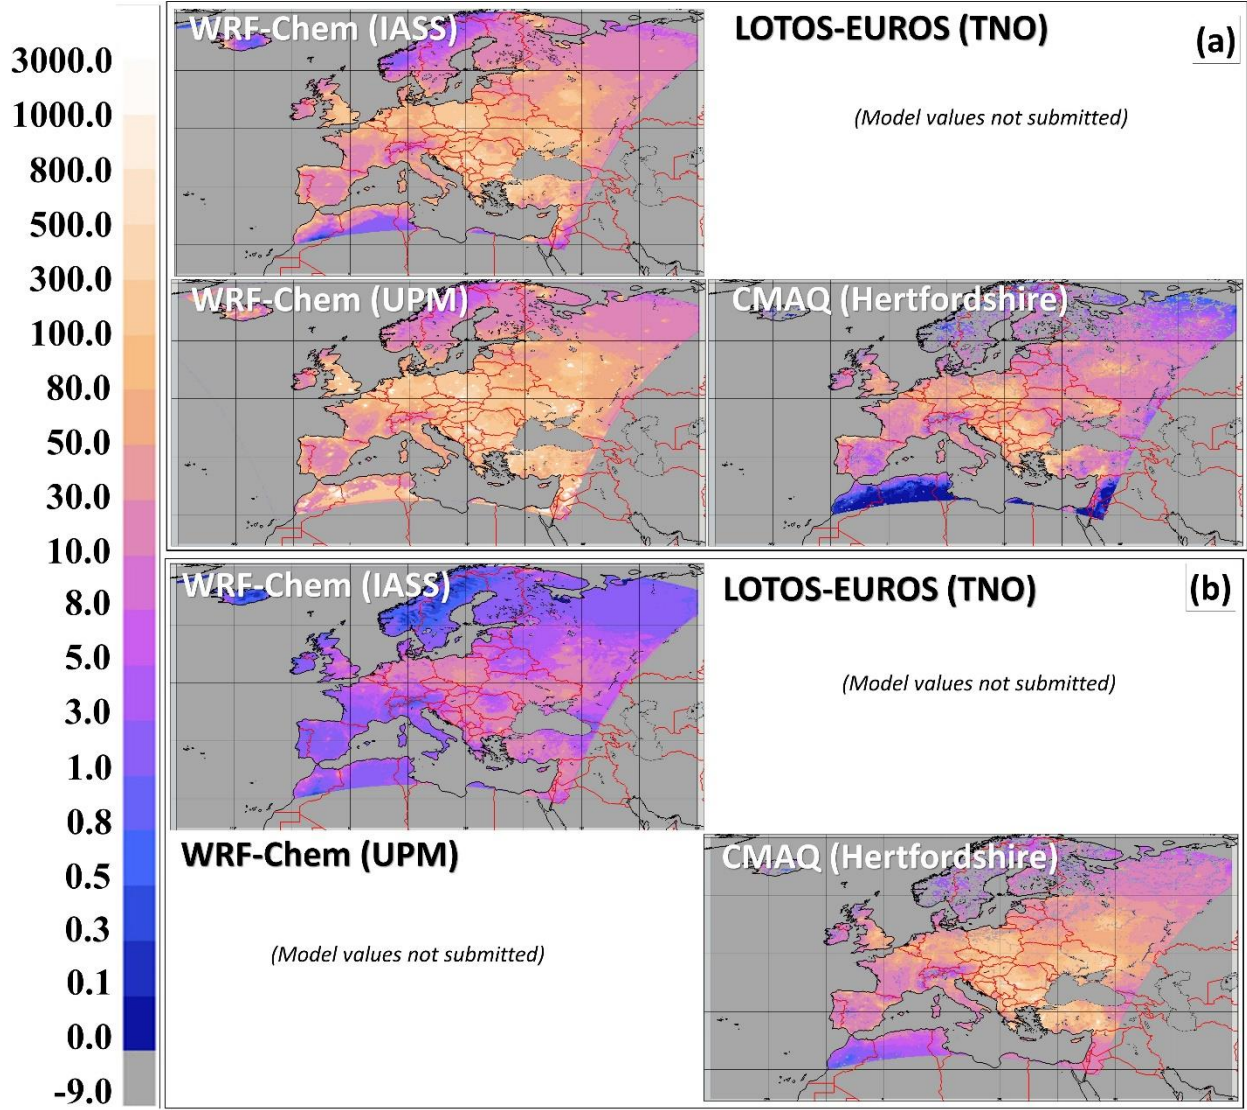 3000.0
1000.0
800.0
500.0
300.0
100.0
80.0
50.0
30.0
10.0
8.0
5.0
3.0
1.0
0.8
0.5
0.3
0.1
0.0
-9.0
WRF-Chem (IASS)
LOTOS-EUROS (TNO)
(a)
(Model values not submitted)
WRF-Chem (UPM)
CMAQ (Hertfordshire)
WRF-Chem (IASS)
LOTOS-EUROS (TNO)
(b)
(Model values not submitted)
WRF-Chem (UPM)
CMAQ (Hertfordshire)
(Model values not submitted)